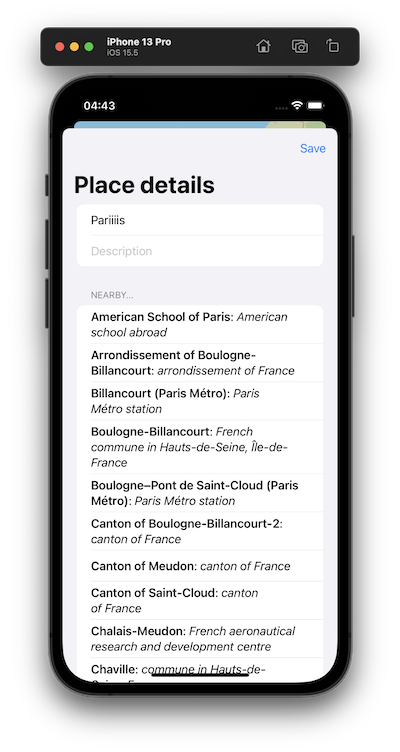 iPhone 13 Pro
iOS 15.5
04:43
Save
Place details
Pariiiis
Description
NEARBY...
American School of Paris: American
school abroad
Arrondissement of Boulogne-
Billancourt: arrondissement of France
Billancourt (Paris Métro): Paris
Métro station
Boulogne-Billancourt: French
commune in Hauts-de-Seine, Île-de-
France
Boulogne–Pont de Saint-Cloud (Paris
Métro): Paris Métro station
Canton of Boulogne-Billancourt-2:
canton of France
Canton of Meudon: canton of France
Canton of Saint-Cloud: canton
of France
Chalais-Meudon: French aeronautical
research and development centre
Chaville: commune in Hauts-de-